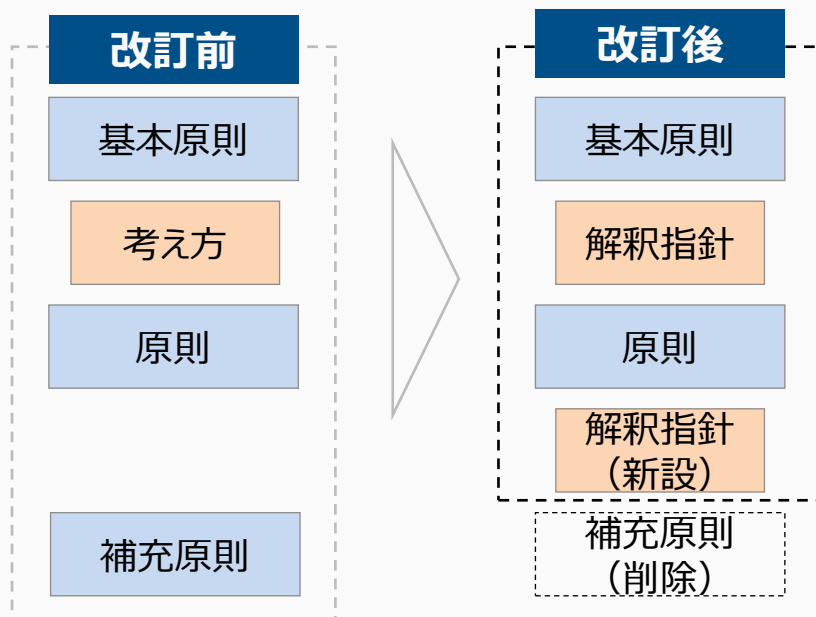 改訂前
基本原則
考え方
原則
補充原則
改訂後
基本原則
解釈指針
原則
解釈指針
（新設）
補充原則
（削除）